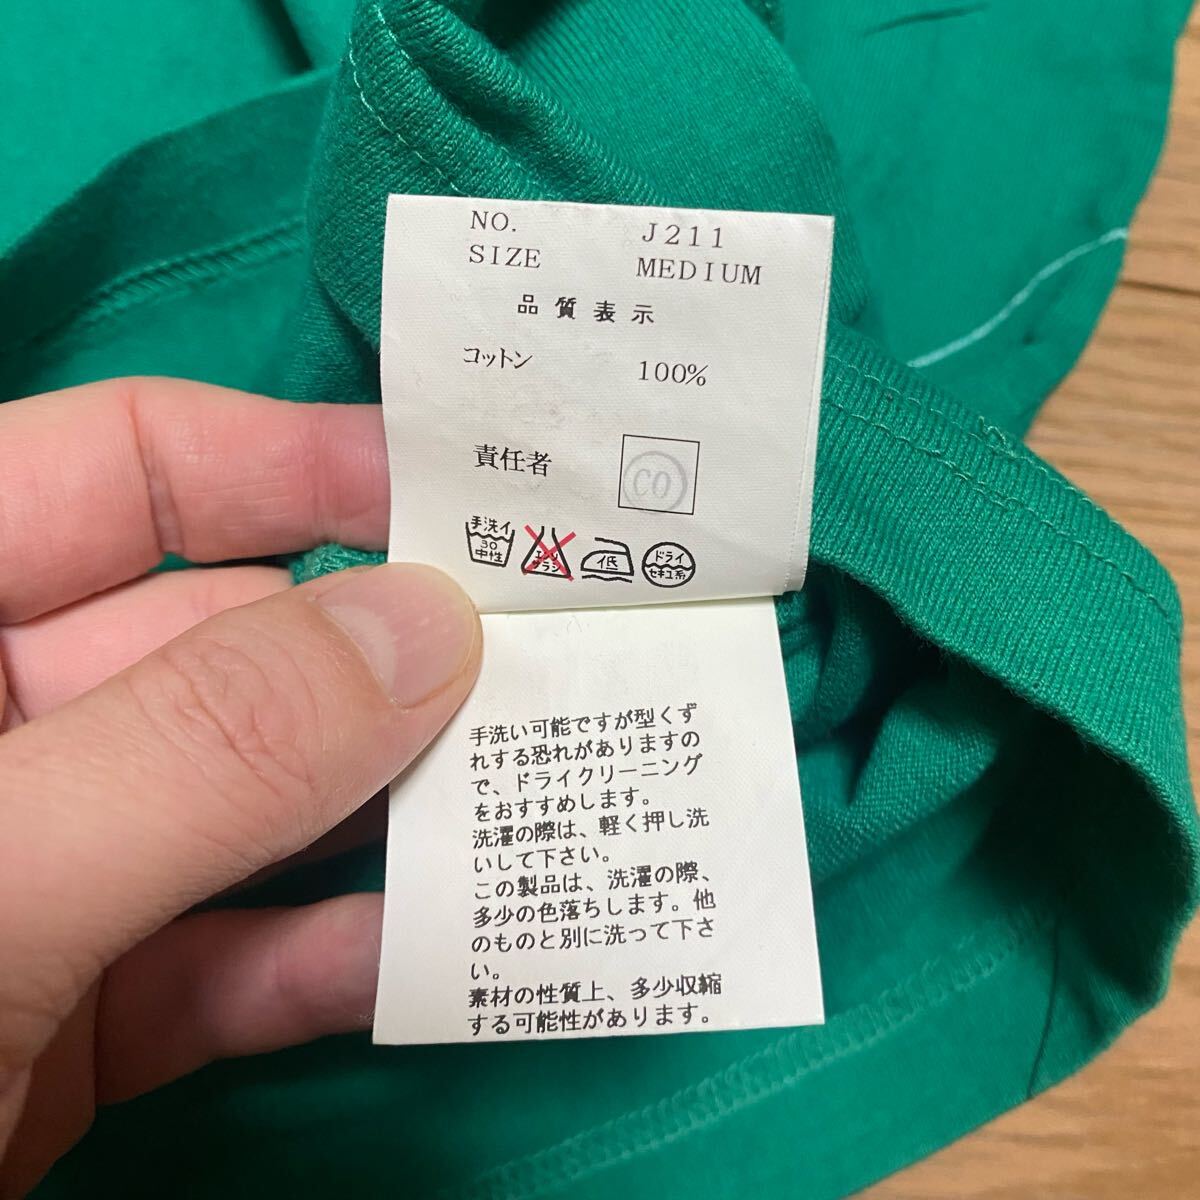 NO. J211
SIZE MEDIUM
品質表示
コットン 100%
責任者 CO
手洗イ
30
中性
エンソ
サラシ
低
ドライ
セキユ系
手洗い可能ですが型くず
れする恐れがありますの
で、ドライクリーニング
をおすすめします。
洗濯の際は、軽く押し洗
いして下さい。
この製品は、洗濯の際、
多少の色落ちします。他
のものと別に洗って下さ
い。
素材の性質上、多少収縮
する可能性があります。